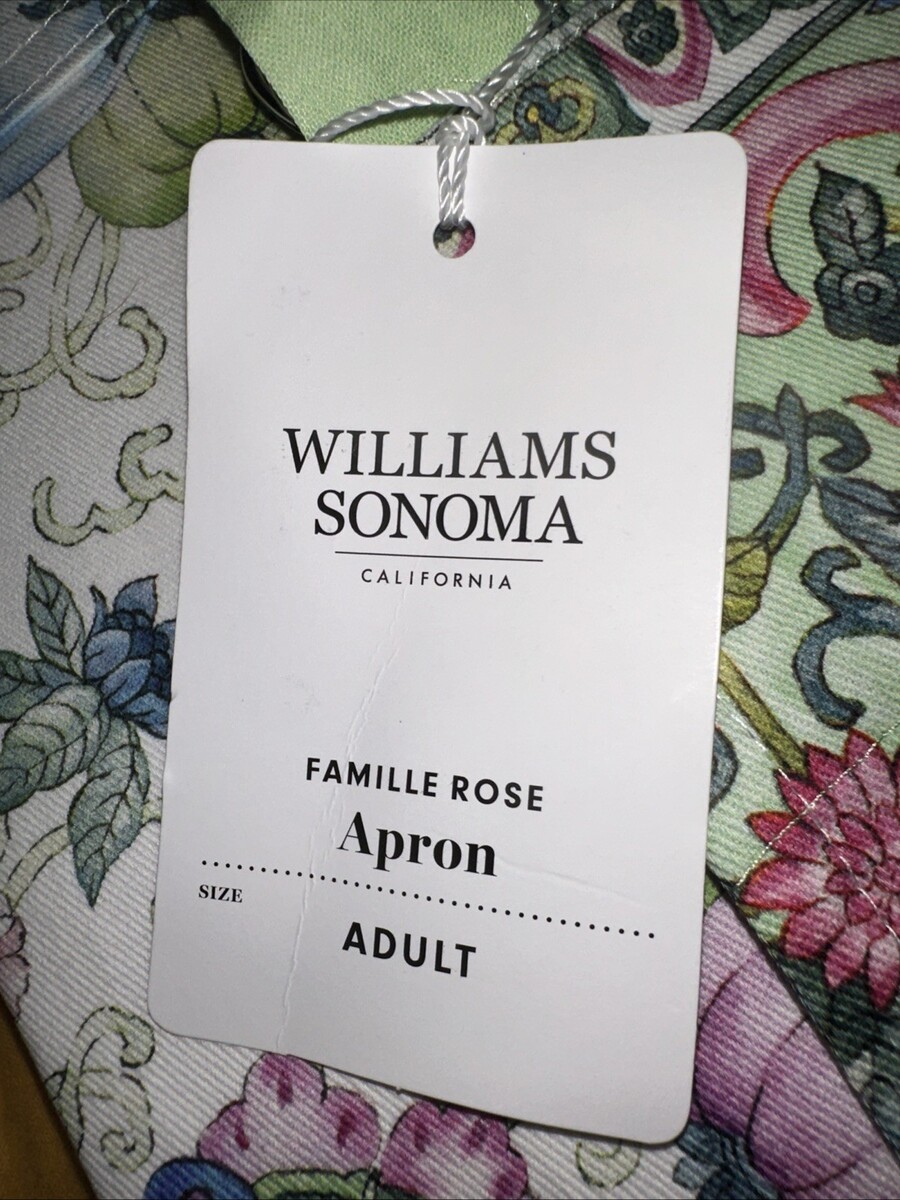 WILLIAMS
SONOMA
CALIFORNIA
FAMILLE ROSE
Apron
SIZE
ADULT